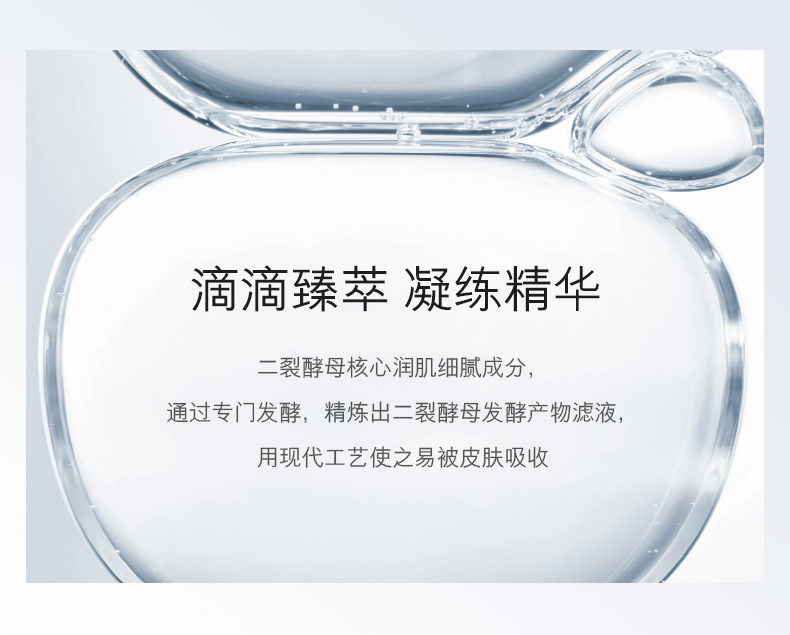 滴滴臻萃 凝练精华
二裂酵母核心润肌细腻成分，
通过专门发酵，精炼出二裂酵母发酵产物滤液，
用现代工艺使之易被皮肤吸收